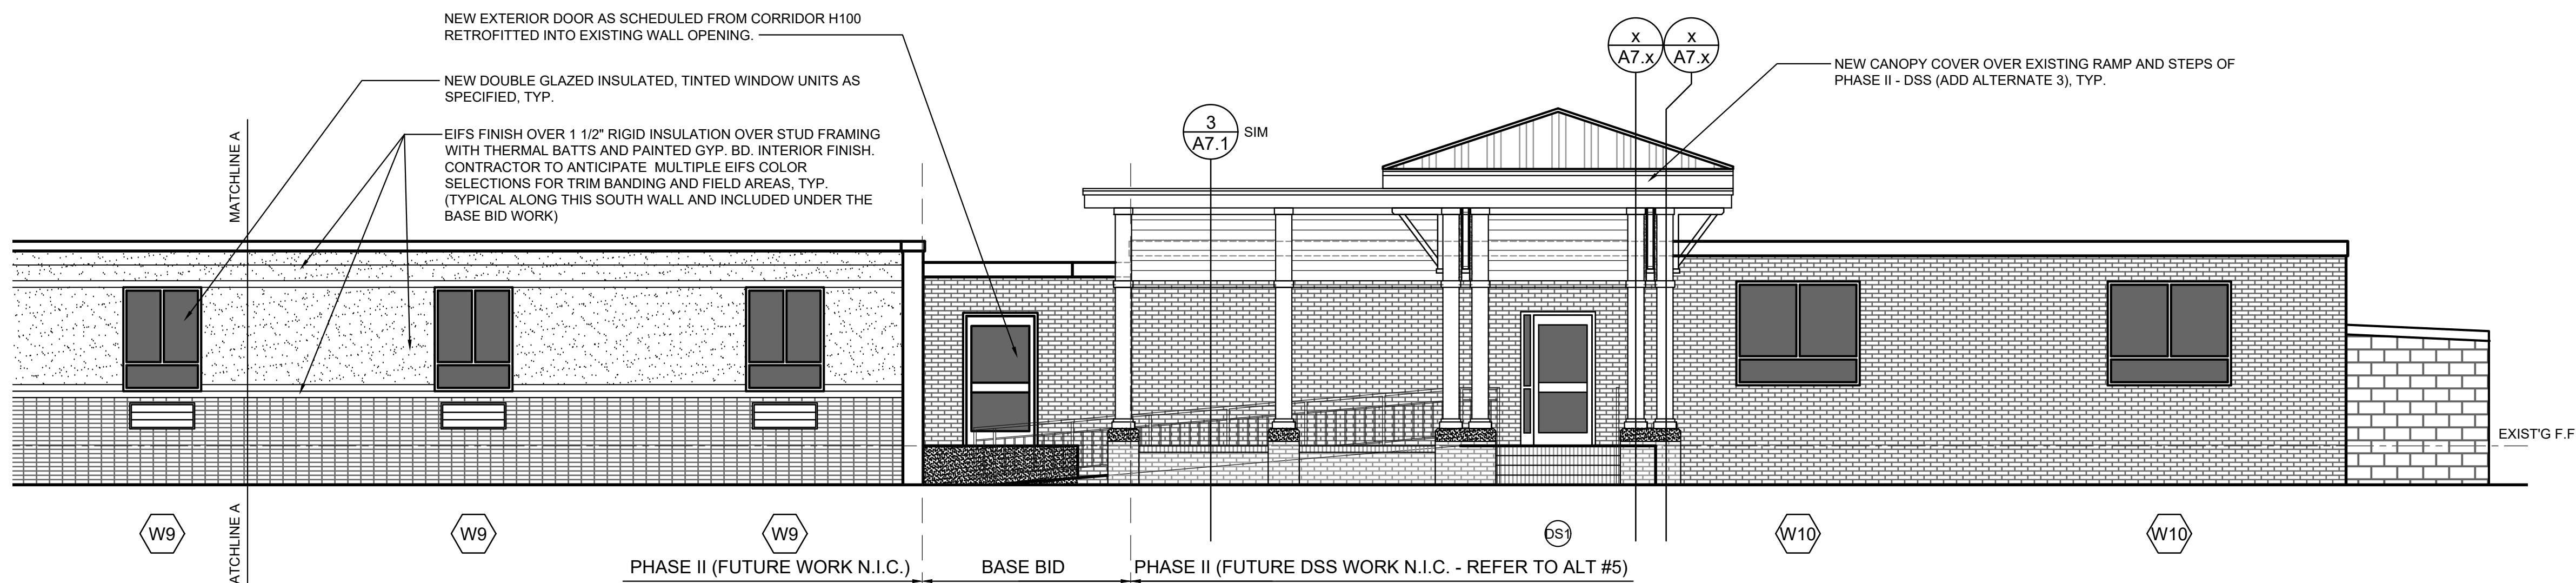 NEW EXTERIOR DOOR AS SCHEDULED FROM CORRIDOR H100
RETROFITTED INTO EXISTING WALL OPENING.
NEW DOUBLE GLAZED INSULATED, TINTED WINDOW UNITS AS
SPECIFIED, TYP.
EIFS FINISH OVER 1 1/2" RIGID INSULATION OVER STUD FRAMING
WITH THERMAL BATTS AND PAINTED GYP. BD. INTERIOR FINISH.
CONTRACTOR TO ANTICIPATE MULTIPLE EIFS COLOR
SELECTIONS FOR TRIM BANDING AND FIELD AREAS, TYP.
(TYPICAL ALONG THIS SOUTH WALL AND INCLUDED UNDER THE
BASE BID WORK)
MATCHLINE A
3
A7.1
SIM
x
A7.x
x
A7.x
NEW CANOPY COVER OVER EXISTING RAMP AND STEPS OF
PHASE II - DSS (ADD ALTERNATE 3), TYP.
EXIST'G F.F
W9
MATCHLINE A
W9
W9
DS1
W10
W10
PHASE II (FUTURE WORK N.I.C.)
BASE BID
PHASE II (FUTURE DSS WORK N.I.C. - REFER TO ALT #5)